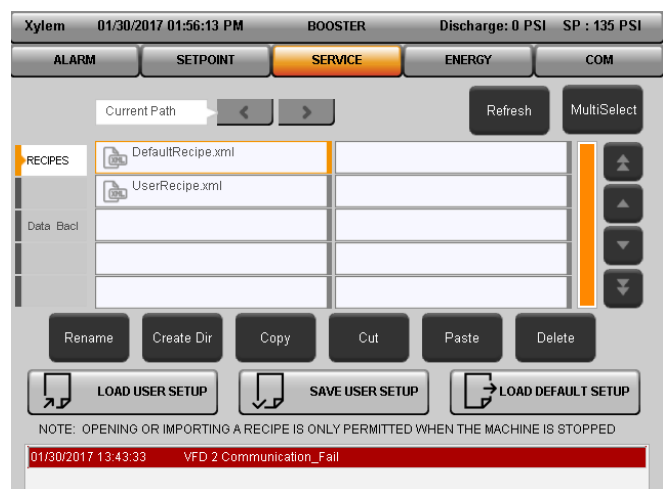 Xylem 01/30/2017 01:56:13 PM BOOSTER Discharge: 0 PSI SP : 135 PSI
ALARM SETPOINT SERVICE ENERGY COM
Current Path < > Refresh MultiSelect
RECIPES DefaultRecipe.xml
UserRecipe.xml
Data Bacl
Rename Create Dir Copy Cut Paste Delete
LOAD USER SETUP SAVE USER SETUP LOAD DEFAULT SETUP
NOTE: OPENING OR IMPORTING A RECIPE IS ONLY PERMITTED WHEN THE MACHINE IS STOPPED
01/30/2017 13:43:33 VFD 2 Communication_Fail